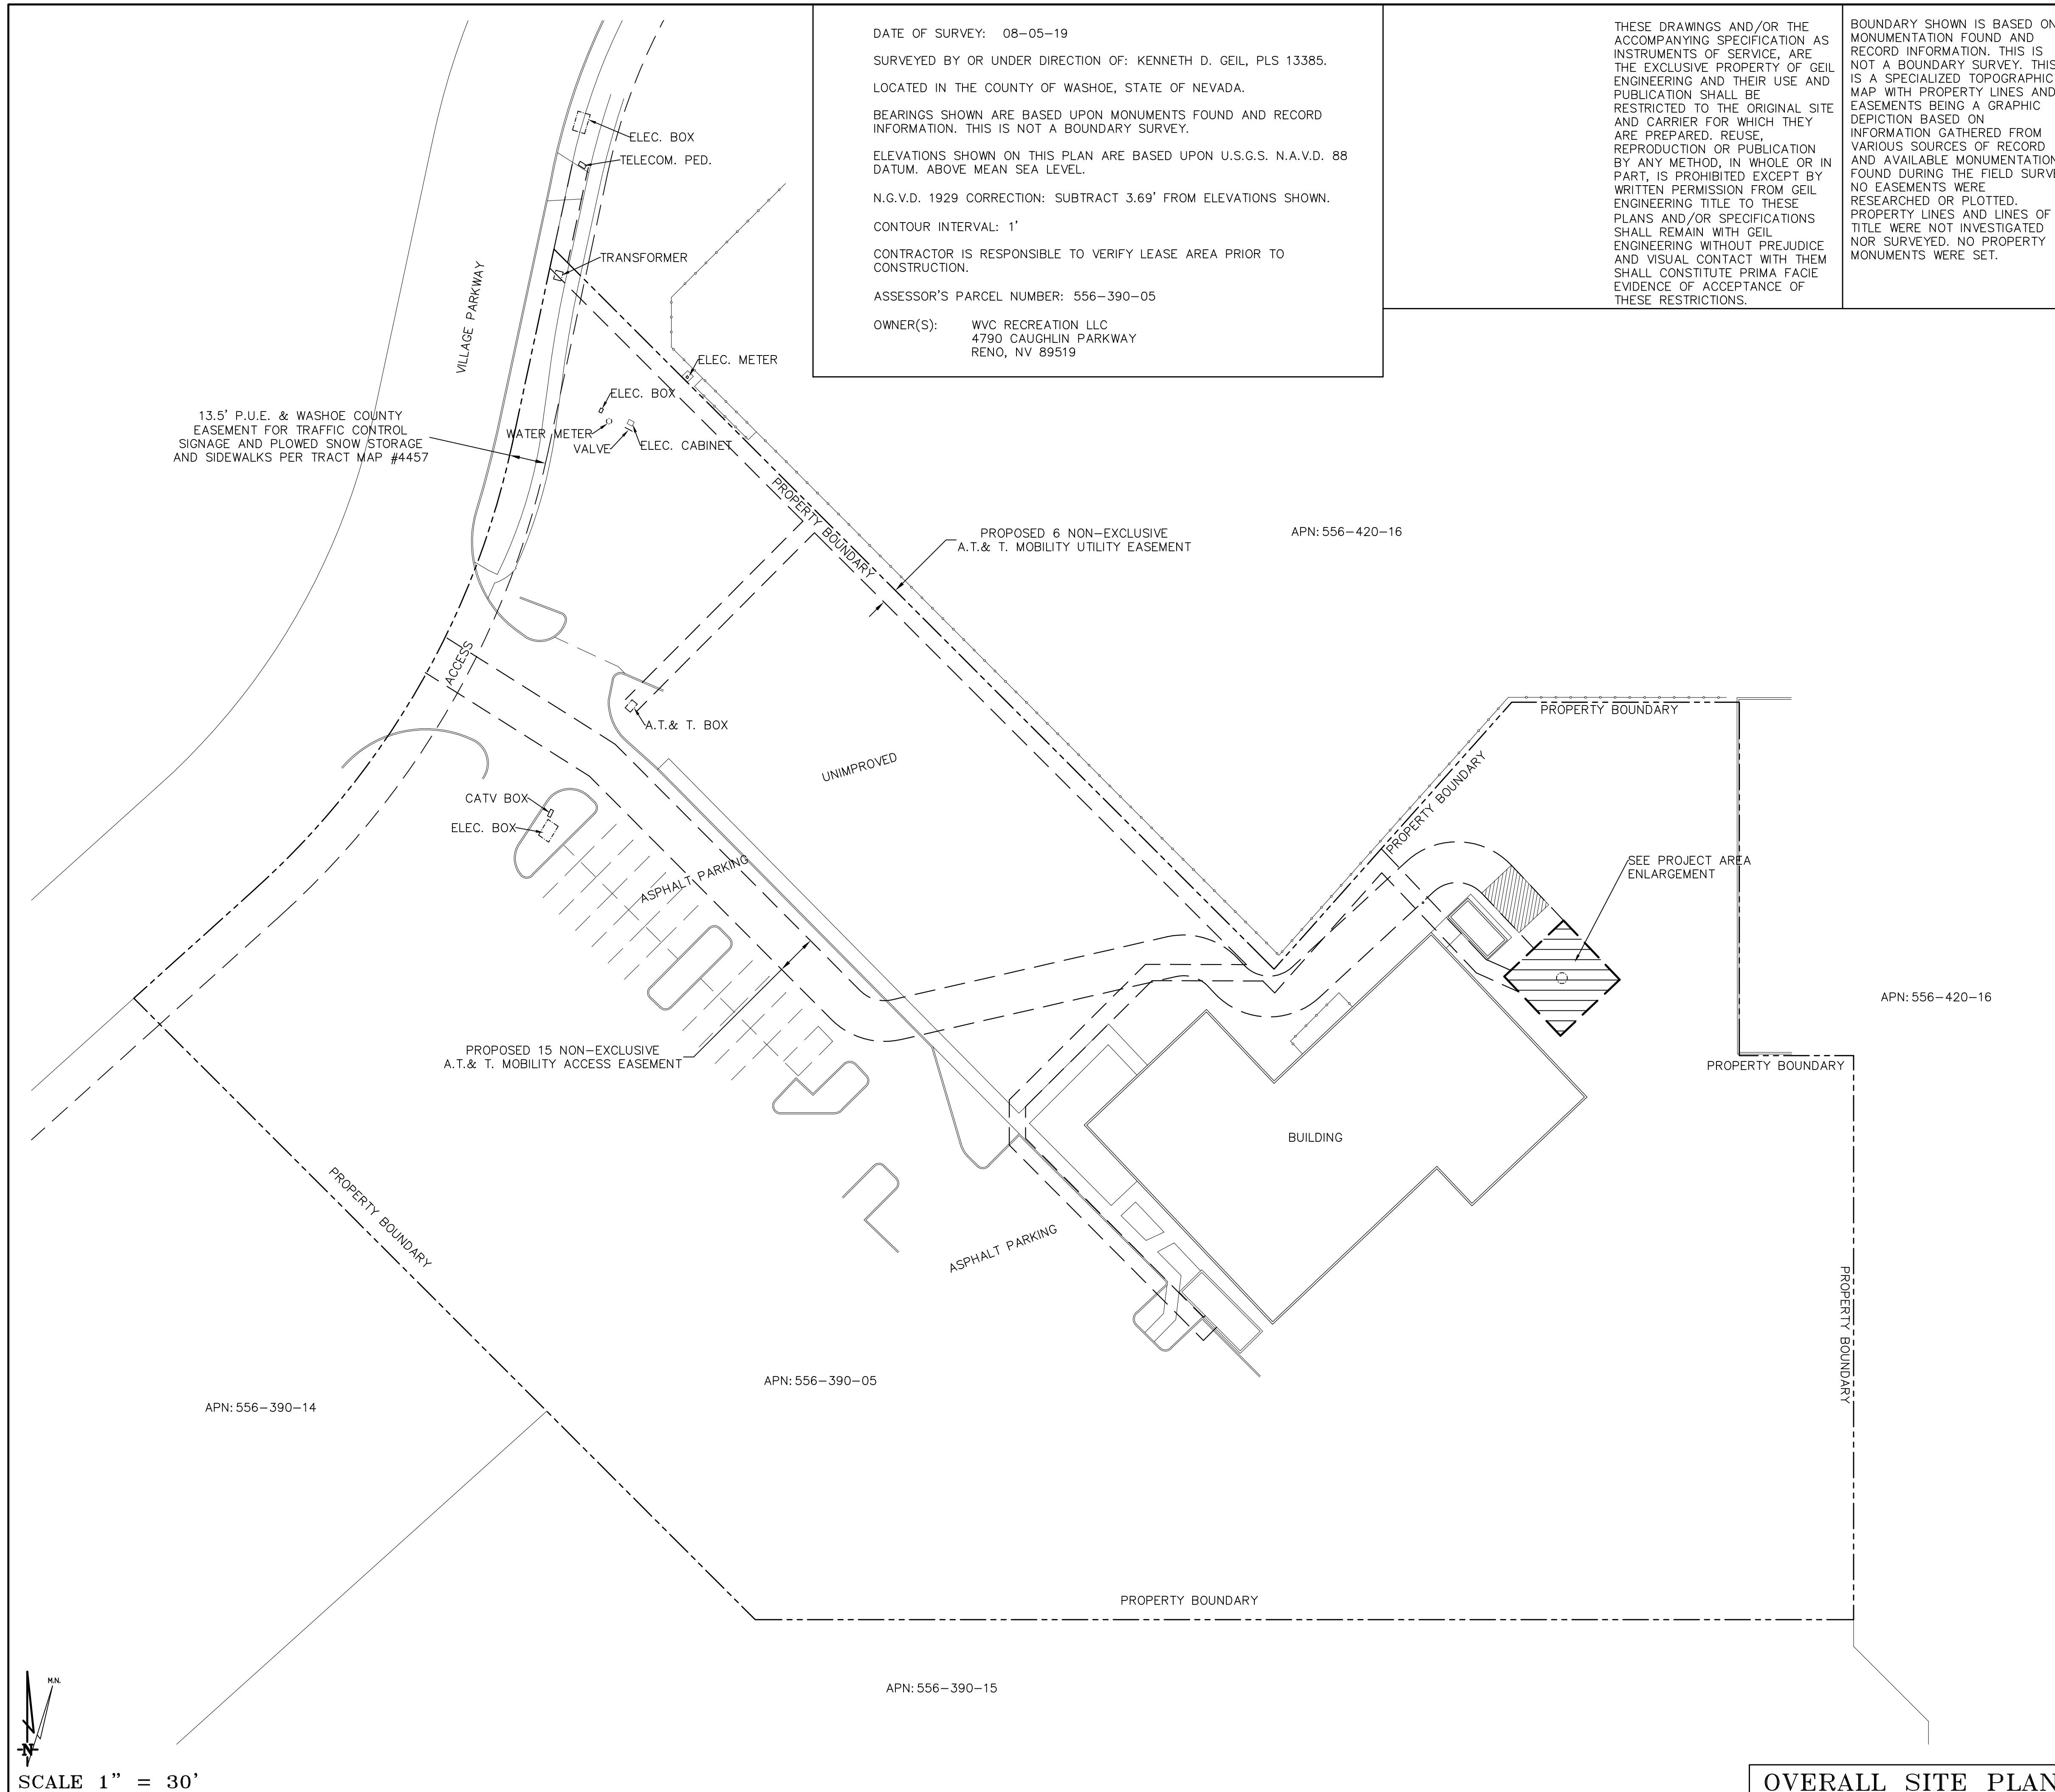 DATE OF SURVEY: 08-05-19
SURVEYED BY OR UNDER DIRECTION OF: KENNETH D. GEIL, PLS 13385.
LOCATED IN THE COUNTY OF WASHOE, STATE OF NEVADA.
BEARINGS SHOWN ARE BASED UPON MONUMENTS FOUND AND RECORD
INFORMATION. THIS IS NOT A BOUNDARY SURVEY.
ELEVATIONS SHOWN ON THIS PLAN ARE BASED UPON U.S.G.S. N.A.V.D. 88
DATUM. ABOVE MEAN SEA LEVEL.
N.G.V.D. 1929 CORRECTION: SUBTRACT 3.69' FROM ELEVATIONS SHOWN.
CONTOUR INTERVAL: 1'
CONTRACTOR IS RESPONSIBLE TO VERIFY LEASE AREA PRIOR TO
CONSTRUCTION.
ASSESSOR'S PARCEL NUMBER: 556-390-05
OWNER(S): WVC RECREATION LLC
4790 CAUGHLIN PARKWAY
RENO, NV 89519
THESE DRAWINGS AND/OR THE
ACCOMPANYING SPECIFICATION AS
INSTRUMENTS OF SERVICE, ARE
THE EXCLUSIVE PROPERTY OF GEIL
ENGINEERING AND THEIR USE AND
PUBLICATION SHALL BE
RESTRICTED TO THE ORIGINAL SITE
AND CARRIER FOR WHICH THEY
ARE PREPARED. REUSE,
REPRODUCTION OR PUBLICATION
BY ANY METHOD, IN WHOLE OR IN
PART, IS PROHIBITED EXCEPT BY
WRITTEN PERMISSION FROM GEIL
ENGINEERING TITLE TO THESE
PLANS AND/OR SPECIFICATIONS
SHALL REMAIN WITH GEIL
ENGINEERING WITHOUT PREJUDICE
AND VISUAL CONTACT WITH THEM
SHALL CONSTITUTE PRIMA FACIE
EVIDENCE OF ACCEPTANCE OF
THESE RESTRICTIONS.
BOUNDARY SHOWN IS BASED ON
MONUMENTATION FOUND AND
RECORD INFORMATION. THIS IS
NOT A BOUNDARY SURVEY. THIS
IS A SPECIALIZED TOPOGRAPHIC
MAP WITH PROPERTY LINES AND
EASEMENTS BEING A GRAPHIC
DEPICTION BASED ON
INFORMATION GATHERED FROM
VARIOUS SOURCES OF RECORD
AND AVAILABLE MONUMENTATION
FOUND DURING THE FIELD SURVE
NO EASEMENTS WERE
RESEARCHED OR PLOTTED.
PROPERTY LINES AND LINES OF
TITLE WERE NOT INVESTIGATED
NOR SURVEYED. NO PROPERTY
MONUMENTS WERE SET.
ELEC. BOX
TELECOM. PED.
TRANSFORMER
VILLAGE PARKWAY
ELEC. METER
ELEC. BOX
WATER METER
VALVE
ELEC. CABINET
13.5' P.U.E. & WASHOE COUNTY
EASEMENT FOR TRAFFIC CONTROL
SIGNAGE AND PLOWED SNOW STORAGE
AND SIDEWALKS PER TRACT MAP #4457
PROPERTY BOUNDARY
PROPOSED 6 NON-EXCLUSIVE
A.T.& T. MOBILITY UTILITY EASEMENT
APN: 556-420-16
ACCESS
A.T.& T. BOX
PROPERTY BOUNDARY
UNIMPROVED
PROPERTY BOUNDARY
CATV BOX
ELEC. BOX
ASPHALT PARKING
SEE PROJECT AREA
ENLARGEMENT
APN: 556-420-16
PROPOSED 15 NON-EXCLUSIVE
A.T.& T. MOBILITY ACCESS EASEMENT
PROPERTY BOUNDARY
BUILDING
PROPERTY BOUNDARY
ASPHALT PARKING
PROPERTY BOUNDARY
APN: 556-390-05
APN: 556-390-14
PROPERTY BOUNDARY
APN: 556-390-15
M.N.
N
SCALE 1" = 30'
OVERALL SITE PLAN